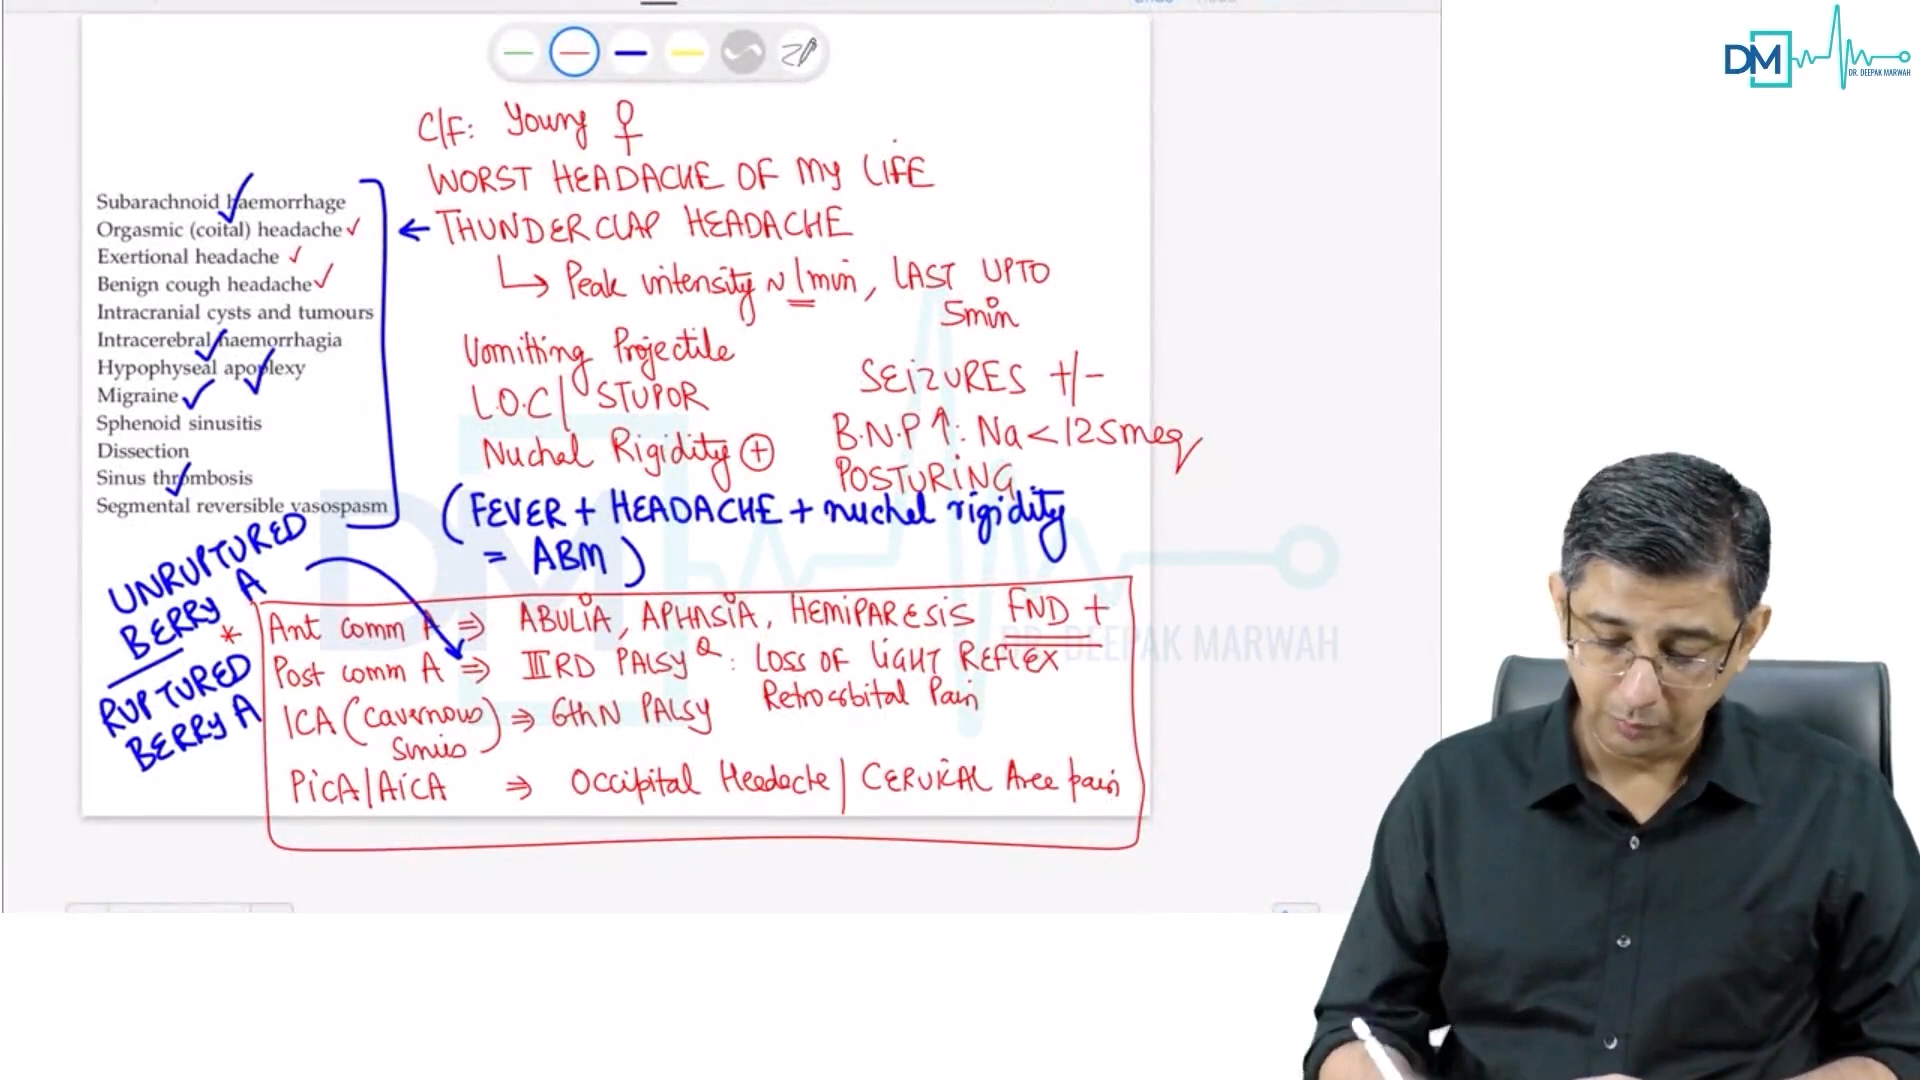 undo
DM
DR. DEEPAK MARWAH
C/F: Young ♀
WORST HEADACHE OF MY LIFE
← THUNDERCLAP HEADACHE
↳ Peak intensity ~ 1min, LAST UPTO
5min
Subarachnoid haemorrhage
Orgasmic (coital) headache ✓
Exertional headache ✓
Benign cough headache ✓
Intracranial cysts and tumours
Intracerebral haemorrhagia
Hypophyseal apoplexy
Migraine ✓
Sphenoid sinusitis
Dissection
Sinus thrombosis
Segmental reversible vasospasm
Vomitting Projectile
L.O.C/ STUPOR
Nuchal Rigidity ⊕
SEIZURES +/-
B.N.P ↑: Na < 125meq
POSTURING
(FEVER + HEADACHE + nuchal rigidity
= ABM)
UNRUPTURED
BERRY A
RUPTURED
BERRY A
* Ant comm A ⇒ ABULIA, APHASIA, HEMIPARESIS FND +
Post comm A ⇒ IIIRD PALSY Q : LOSS OF LIGHT REFLEX
Retroorbital Pain
ICA (cavernous
Sinus) ⇒ 6thN PALSY
PICA/AICA ⇒ Occipital Headache / CERVICAL Area pain
DR. DEEPAK MARWAH